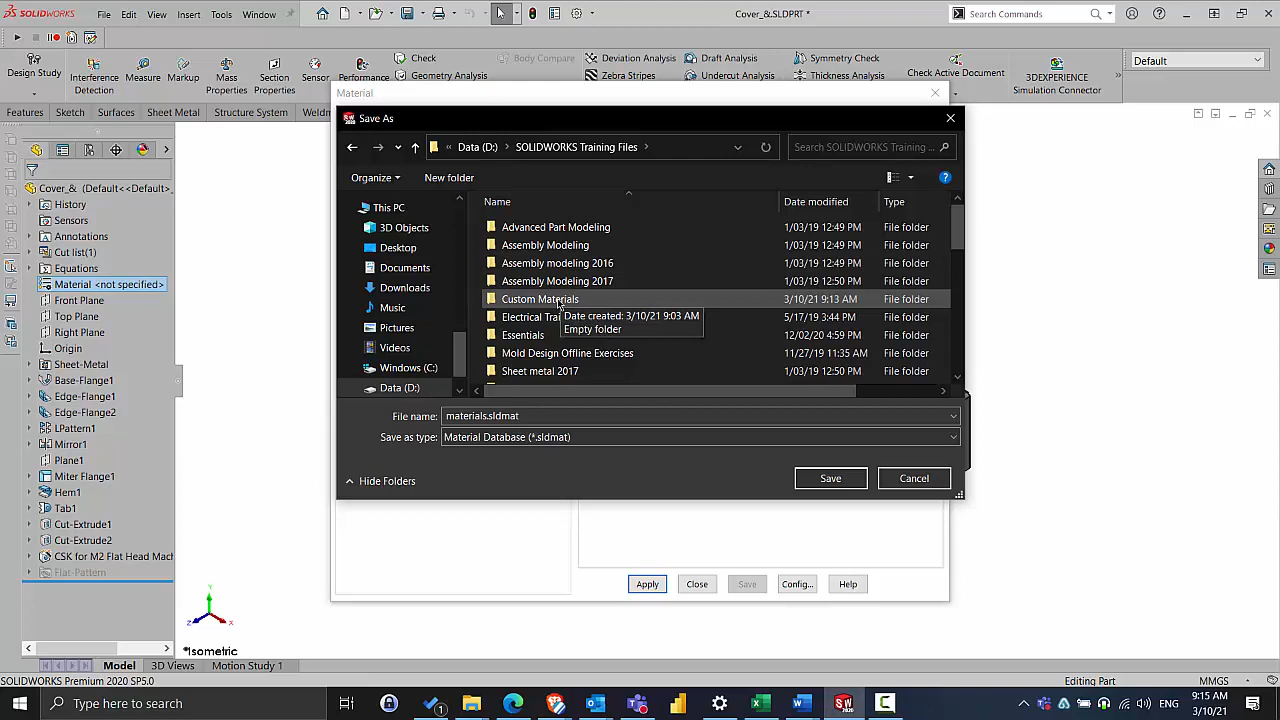 SOLIDWORKS File Edit View Insert Tools Window Cover_&.SLDPRT * Search Commands
Design Study
Interference Detection
Measure
Markup
Mass Properties
Section Properties
Sensor
Performance
Check
Geometry Analysis
Body Compare
Deviation Analysis
Zebra Stripes
Draft Analysis
Undercut Analysis
Symmetry Check
Thickness Analysis
Check Active Document
3DEXPERIENCE Simulation Connector
Default
Features Sketch Surfaces Sheet Metal Structure System Weldm
Material
Save As
Data (D:) > SOLIDWORKS Training Files >
Search SOLIDWORKS Training ...
Organize New folder
Name Date modified Type
This PC
3D Objects
Desktop
Documents
Downloads
Music
Pictures
Videos
Windows (C:)
Data (D:)
Advanced Part Modeling 1/03/19 12:49 PM File folder
Assembly Modeling 1/03/19 12:49 PM File folder
Assembly modeling 2016 1/03/19 12:49 PM File folder
Assembly Modeling 2017 1/03/19 12:50 PM File folder
Custom Materials 3/10/21 9:13 AM File folder
Electrical Trai 5/17/19 3:44 PM File folder
Date created: 3/10/21 9:03 AM
Empty folder
Essentials 12/02/20 4:59 PM File folder
Mold Design Offline Exercises 11/27/19 11:35 AM File folder
Sheet metal 2017 1/03/19 12:50 PM File folder
File name: materials.sldmat
Save as type: Material Database (*.sldmat)
Hide Folders Save Cancel
Apply Close Save Config... Help
Cover_& (Default<<Default>
History
Sensors
Annotations
Cut list(1)
Equations
Material <not specified>
Front Plane
Top Plane
Right Plane
Origin
Sheet-Metal
Base-Flange1
Edge-Flange1
Edge-Flange2
LPattern1
Mirror1
Plane1
Miter Flange1
Hem1
Tab1
Cut-Extrude1
Cut-Extrude2
CSK for M2 Flat Head Mach
Flat-Pattern
Y
Z X
*Isometric
Model 3D Views Motion Study 1
SOLIDWORKS Premium 2020 SP5.0 Editing Part MMGS
Type here to search
ENG
9:15 AM
3/10/21